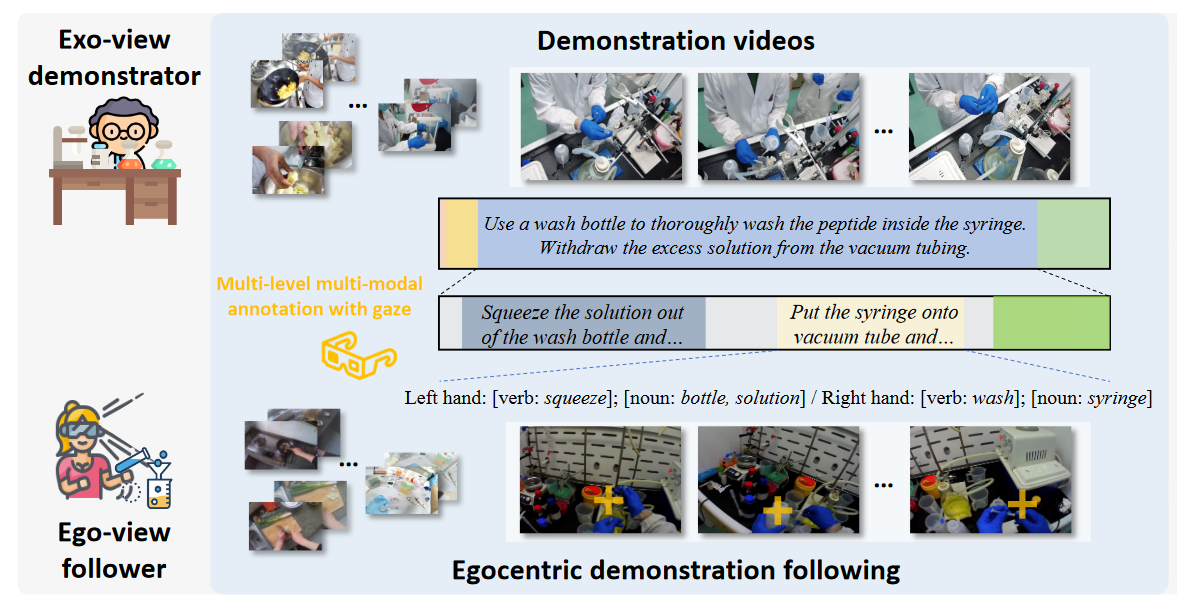 Exo-view
demonstrator
Demonstration videos
...
...
Use a wash bottle to thoroughly wash the peptide inside the syringe.
Withdraw the excess solution from the vacuum tubing.
Multi-level multi-modal
annotation with gaze
Squeeze the solution out
of the wash bottle and...
Put the syringe onto
vacuum tube and...
Left hand: [verb: squeeze]; [noun: bottle, solution] / Right hand: [verb: wash]; [noun: syringe]
...
...
Ego-view
follower
Egocentric demonstration following